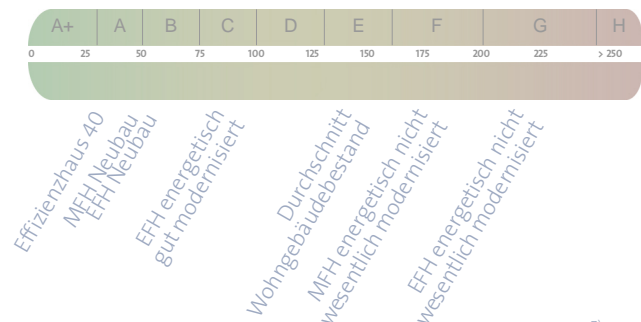 A+ A B C D E F G H
0 25 50 75 100 125 150 175 200 225 > 250
Effizienzhaus 40
MFH Neubau
EFH Neubau
EFH energetisch
gut modernisiert
Durchschnitt
Wohngebäudebestand
MFH energetisch nicht
wesentlich modernisiert
EFH energetisch nicht
wesentlich modernisiert